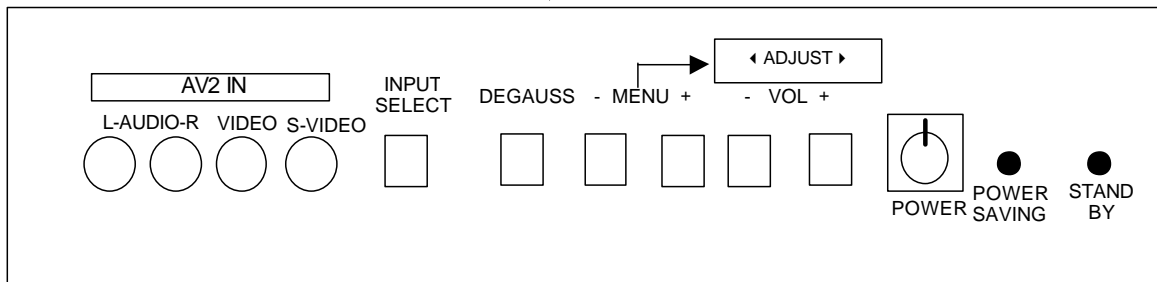 AV2 IN
L-AUDIO-R VIDEO S-VIDEO
INPUT
SELECT
DEGAUSS - MENU +
◂ ADJUST ▸
- VOL +
POWER
POWER
SAVING
STAND
BY